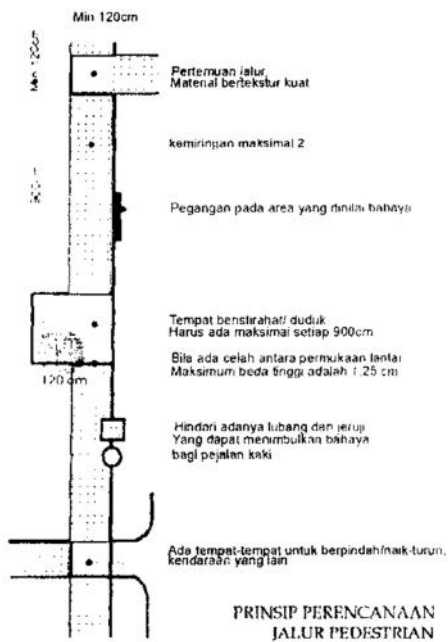 Min 120cm
Min 120cm
Pertemuan jalur,
Material bertekstur kuat
kemiringan maksimal 2
900cm
Pegangan pada area yang dinilai bahaya
Tempat beristirahat/ duduk
Harus ada maksimal setiap 900cm
Bila ada celah antara permukaan lantai
Maksimum beda tinggi adalah 1,25 cm
120 cm
Hindari adanya lubang dan jeruji
Yang dapat menimbulkan bahaya
bagi pejalan kaki
Ada tempat-tempat untuk berpindah/naik-turun,
kendaraan yang lain
PRINSIP PERENCANAAN
JALUR PEDESTRIAN